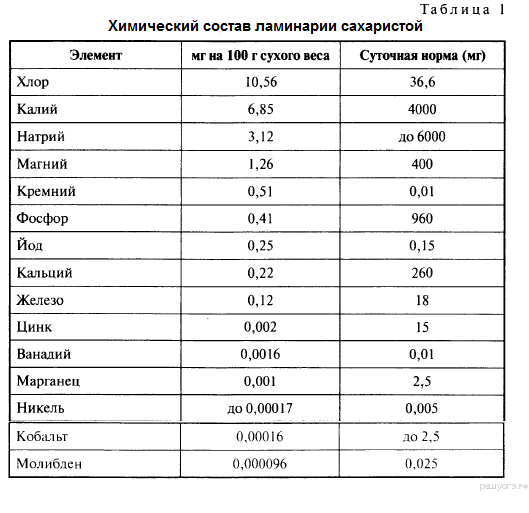 Таблица 1
Химический состав ламинарии сахаристой
Элемент мг на 100 г сухого веса Суточная норма (мг)
Хлор 10,56 36,6
Калий 6,85 4000
Натрий 3,12 до 6000
Магний 1,26 400
Кремний 0,51 0,01
Фосфор 0,41 960
Йод 0,25 0,15
Кальций 0,22 260
Железо 0,12 18
Цинк 0,002 15
Ванадий 0,0016 0,01
Марганец 0,001 2,5
Никель до 0,00017 0,005
Кобальт 0,00016 до 2,5
Молибден 0,000096 0,025
решуогэ.рф